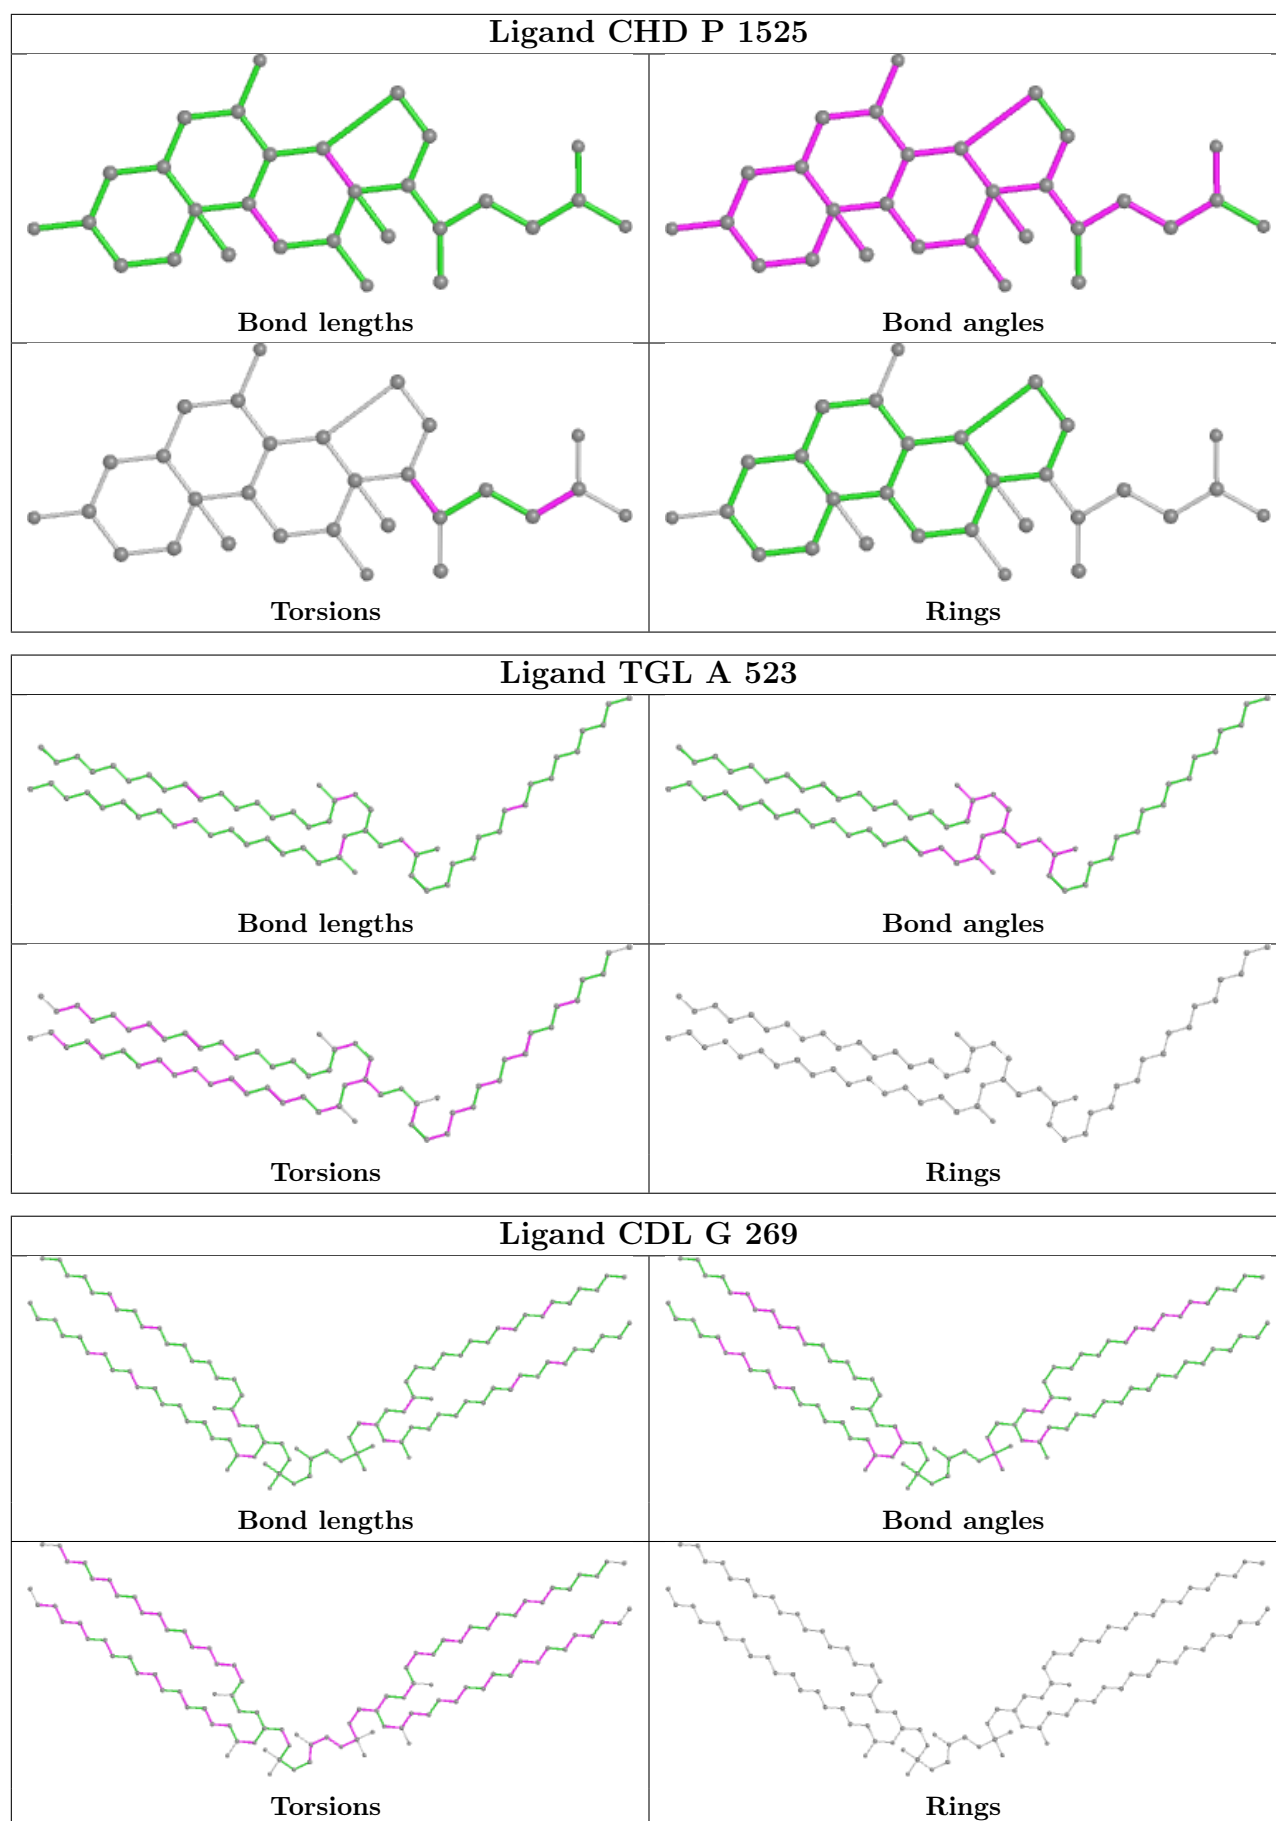 Ligand CHD P 1525
Bond lengths
Bond angles
Torsions
Rings
Ligand TGL A 523
Bond lengths
Bond angles
Torsions
Rings
Ligand CDL G 269
Bond lengths
Bond angles
Torsions
Rings